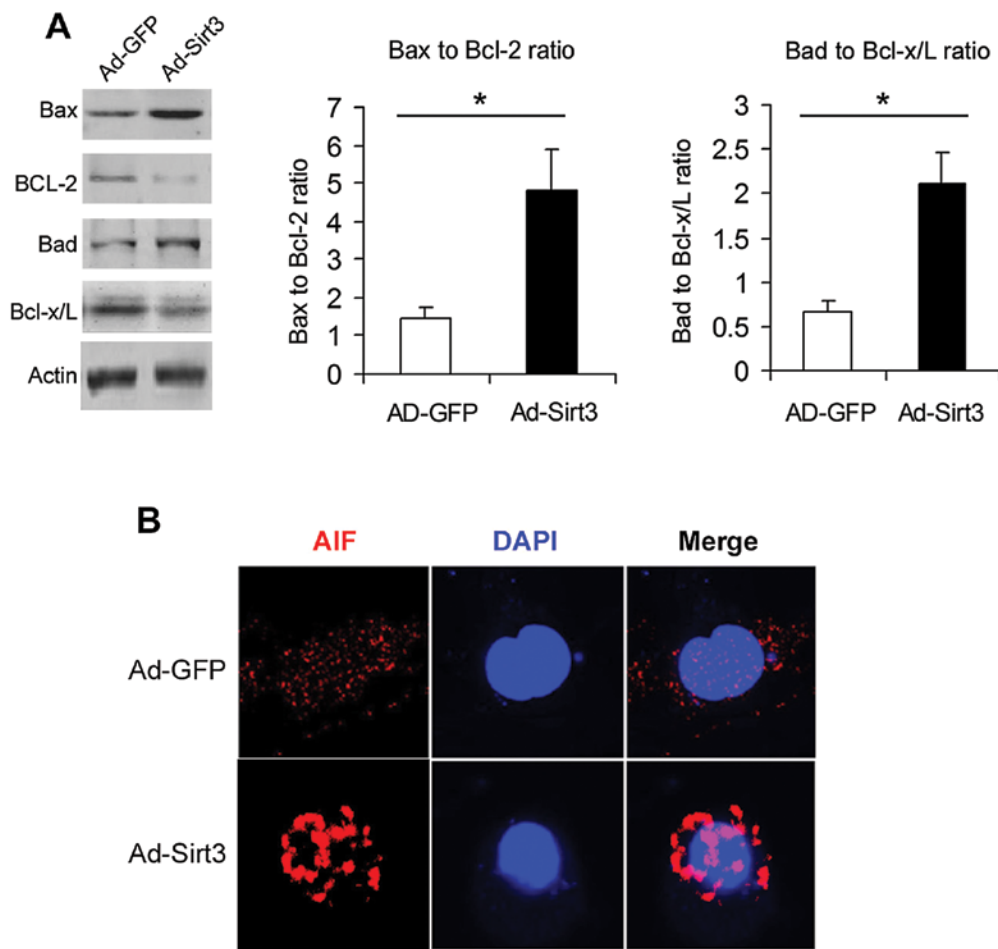 A
Ad-GFP
Ad-Sirt3
Bax
BCL-2
Bad
Bcl-x/L
Actin
Bax to Bcl-2 ratio
*
Bax to Bcl-2 ratio
7
6
5
4
3
2
1
0
AD-GFP
Ad-Sirt3
Bad to Bcl-x/L ratio
*
Bad to Bcl-x/L ratio
3
2.5
2
1.5
1
0.5
0
AD-GFP
Ad-Sirt3
B
AIF
DAPI
Merge
Ad-GFP
Ad-Sirt3